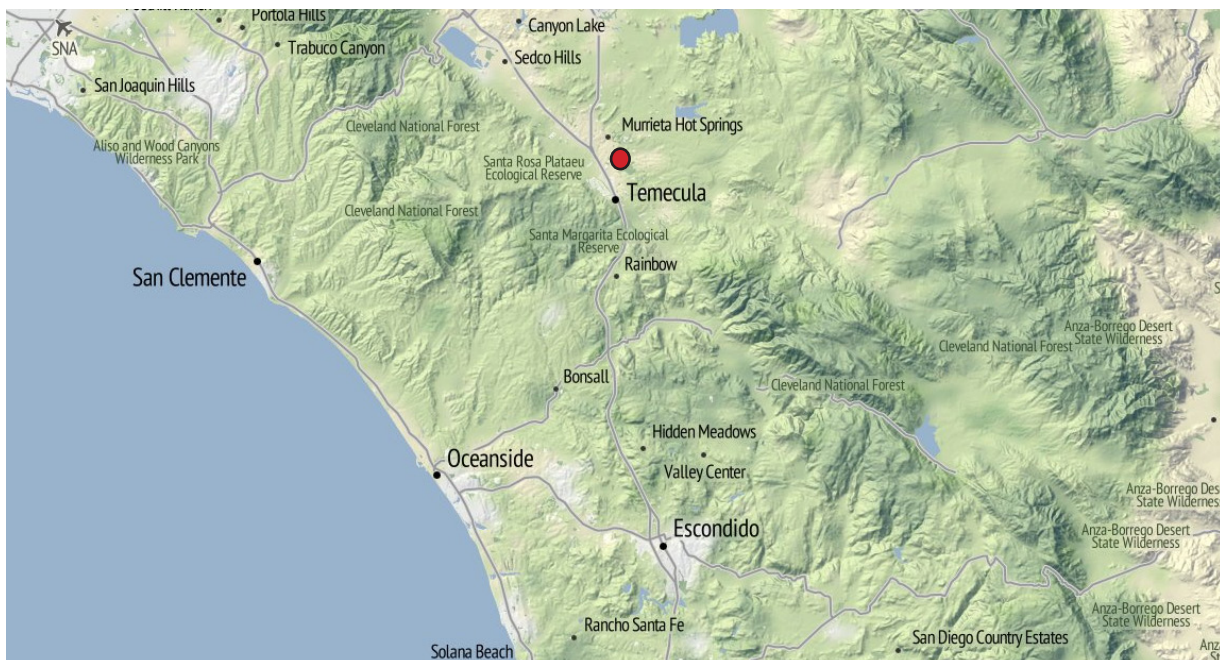 Portola Hills
Canyon Lake
SNA
Trabuco Canyon
Sedco Hills
San Joaquin Hills
Murrieta Hot Springs
Cleveland National Forest
Aliso and Wood Canyons
Wilderness Park
Santa Rosa Plataeu
Ecological Reserve
Temecula
Cleveland National Forest
Santa Margarita Ecological
Reserve
Rainbow
San Clemente
Anza-Borrego Desert
State Wilderness
Cleveland National Forest
Bonsall
Cleveland National Forest
Hidden Meadows
Oceanside
Valley Center
Anza-Borrego Des
State Wilderness
Escondido
Anza-Borrego Desert
State Wilderness
Anza-Borrego Desert
State Wilderness
Rancho Santa Fe
San Diego Country Estates
Anz
Solana Beach